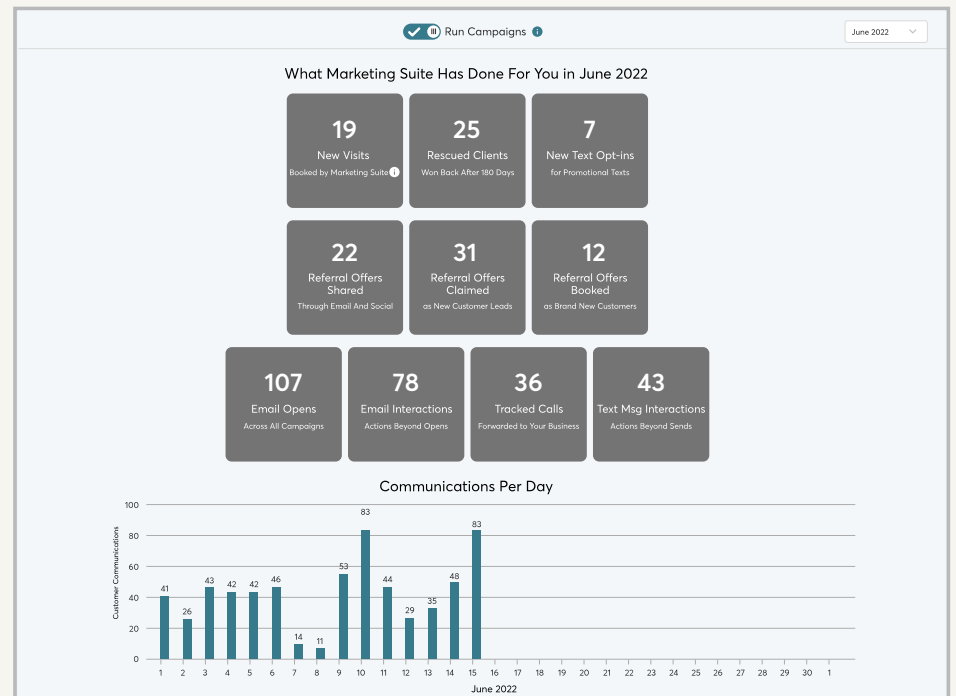 Run Campaigns
June 2022
What Marketing Suite Has Done For You in June 2022
19
New Visits
Booked by Marketing Suite
25
Rescued Clients
Won Back After 180 Days
7
New Text Opt-ins
for Promotional Texts
22
Referral Offers
Shared
Through Email And Social
31
Referral Offers
Claimed
as New Customer Leads
12
Referral Offers
Booked
as Brand New Customers
107
Email Opens
Across All Campaigns
78
Email Interactions
Actions Beyond Opens
36
Tracked Calls
Forwarded to Your Business
43
Text Msg Interactions
Actions Beyond Sends
Communications Per Day
Customer Communications
100
80
60
40
20
0
41
26
43
42
42
46
14
11
53
83
44
29
35
48
83
1 2 3 4 5 6 7 8 9 10 11 12 13 14 15 16 17 18 19 20 21 22 23 24 25 26 27 28 29 30 1
June 2022